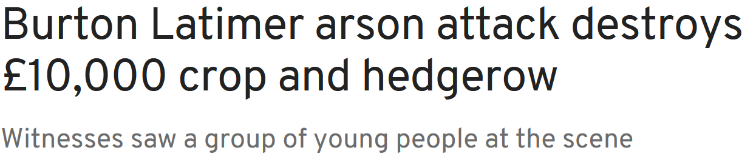 Burton Latimer arson attack destroys
£10,000 crop and hedgerow
Witnesses saw a group of young people at the scene